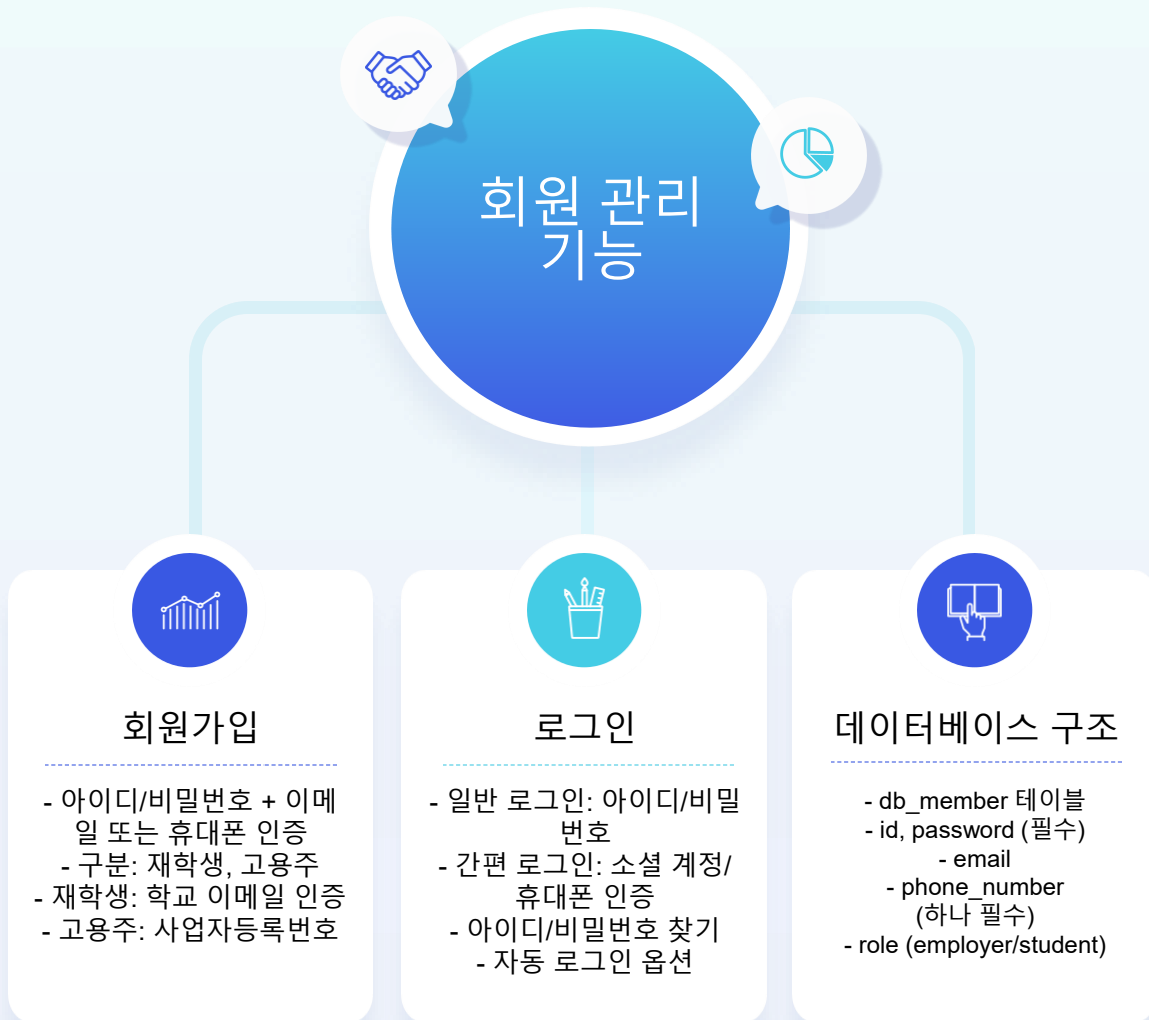 회원 관리
기능
회원가입
- 아이디/비밀번호 + 이메
일 또는 휴대폰 인증
- 구분: 재학생, 고용주
- 재학생: 학교 이메일 인증
- 고용주: 사업자등록번호
로그인
- 일반 로그인: 아이디/비밀
번호
- 간편 로그인: 소셜 계정/
휴대폰 인증
- 아이디/비밀번호 찾기
- 자동 로그인 옵션
데이터베이스 구조
- db_member 테이블
- id, password (필수)
- email
- phone_number
(하나 필수)
- role (employer/student)